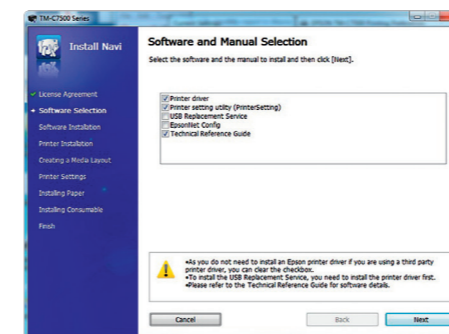 TM-C7500 Series
Install Navi
License Agreement
Software Selection
Software Installation
Printer Installation
Creating a Media Layout
Printer Settings
Installing Paper
Installing Consumable
Finish
Software and Manual Selection
Select the software and the manual to install and then click [Next].
Printer driver
Printer setting utility (PrinterSetting)
USB Replacement Service
EpsonNet Config
Technical Reference Guide
•As you do not need to install an Epson printer driver if you are using a third party
printer driver, you can clear the checkbox.
•To install the USB Replacement Service, you need to install the printer driver first.
•Please refer to the Technical Reference Guide for software details.
Cancel
Back
Next